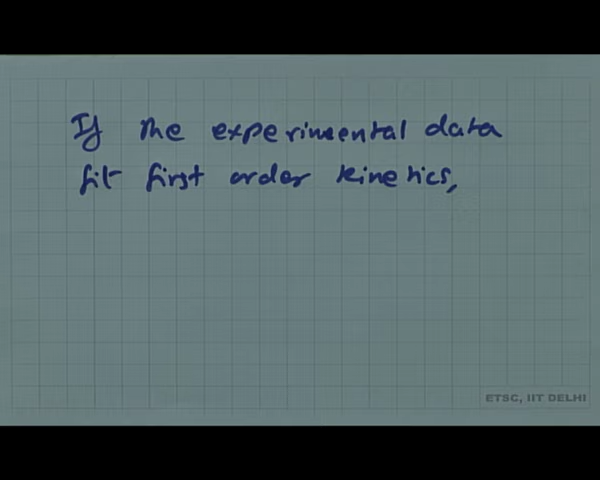 If the experimental data
fit first order kinetics,
ETSC, IIT DELHI